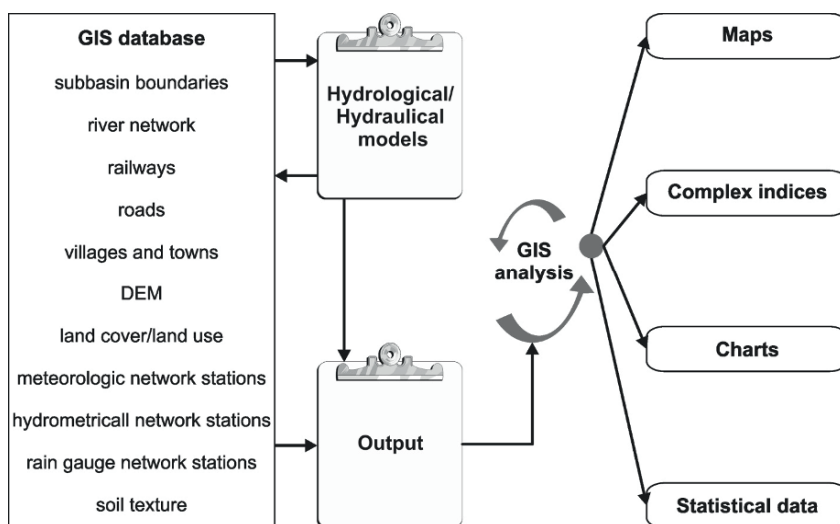 GIS database
subbasin boundaries
river network
railways
roads
villages and towns
DEM
land cover/land use
meteorologic network stations
hydrometricall network stations
rain gauge network stations
soil texture
Hydrological/
Hydraulical
models
Output
GIS
analysis
Maps
Complex indices
Charts
Statistical data